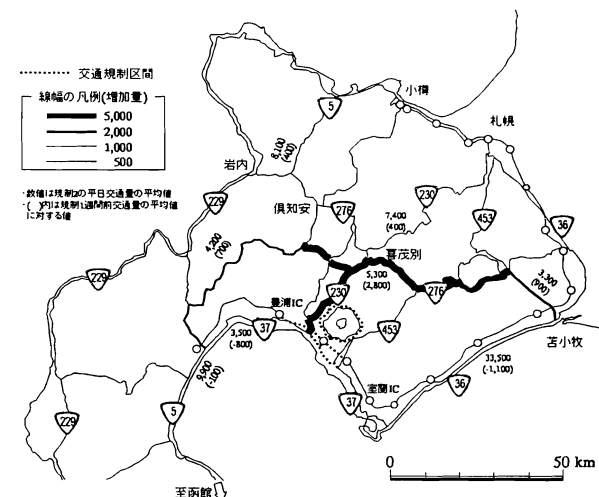 交通規制区間
線幅の凡例(増加量)
5,000
2,000
1,000
500
・数値は規制2の平日交通量の平均値
・( )内は規制1週間前交通量の平均値
に対する値
小樽
札幌
5
8,100
(400)
岩内
倶知安
229
276
230
453
36
7,400
(400)
4,200
(700)
喜茂別
229
5,300
(2,800)
3,300
(900)
230
276
豊浦IC
37
453
3,500
(-800)
苫小牧
9,900
(-100)
33,500
(-1,100)
室蘭IC
36
37
229
5
至函館
0
50 km